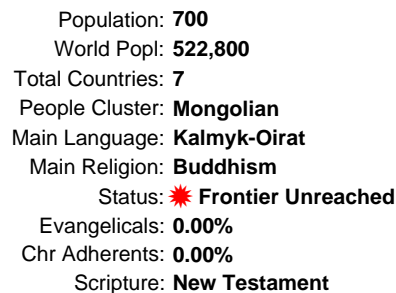 Population: 700
World Popl: 522,800
Total Countries: 7
People Cluster: Mongolian
Main Language: Kalmyk-Oirat
Main Religion: Buddhism
Status: Frontier Unreached
Evangelicals: 0.00%
Chr Adherents: 0.00%
Scripture: New Testament